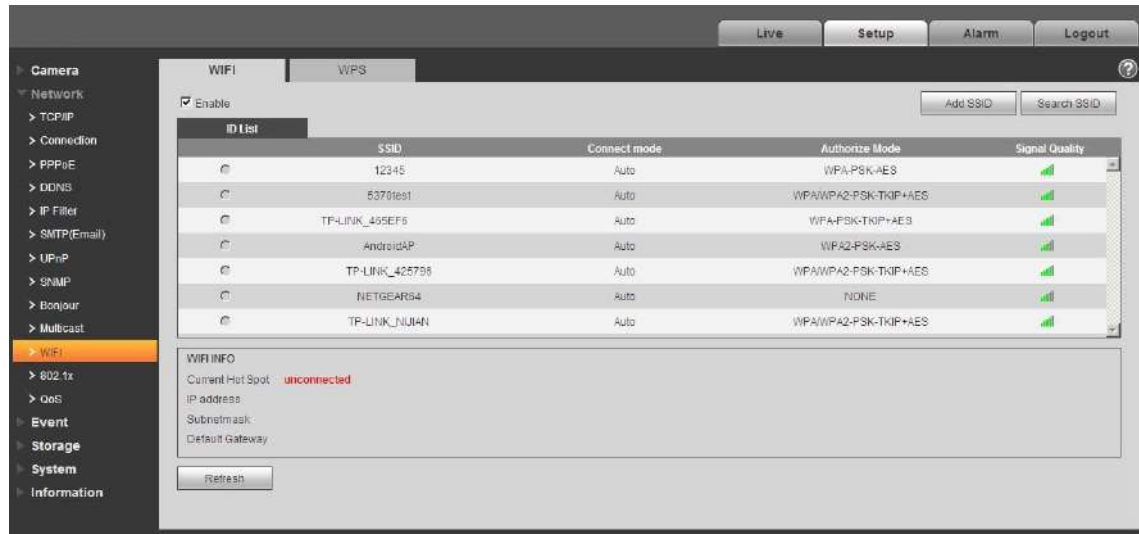 Live Setup Alarm Logout
Camera
Network
> TCP/IP
> Connection
> PPPoE
> DDNS
> IP Filter
> SMTP(Email)
> UPnP
> SNMP
> Bonjour
> Multicast
> WIFI
> 802.1x
> QoS
Event
Storage
System
Information
WIFI WPS
?
Enable Add SSID Search SSID
ID List
SSID Connect mode Authorize Mode Signal Quality
12345 Auto WPA-PSK-AES
5370test Auto WPA/WPA2-PSK-TKIP+AES
TP-LINK_465EF6 Auto WPA-PSK-TKIP+AES
AndroidAP Auto WPA2-PSK-AES
TP-LINK_425796 Auto WPA/WPA2-PSK-TKIP+AES
NETGEAR64 Auto NONE
TP-LINK_NIJIAN Auto WPA/WPA2-PSK-TKIP+AES
WIFI INFO
Current Hot Spot unconnected
IP address
Subnetmask
Default Gateway
Refresh